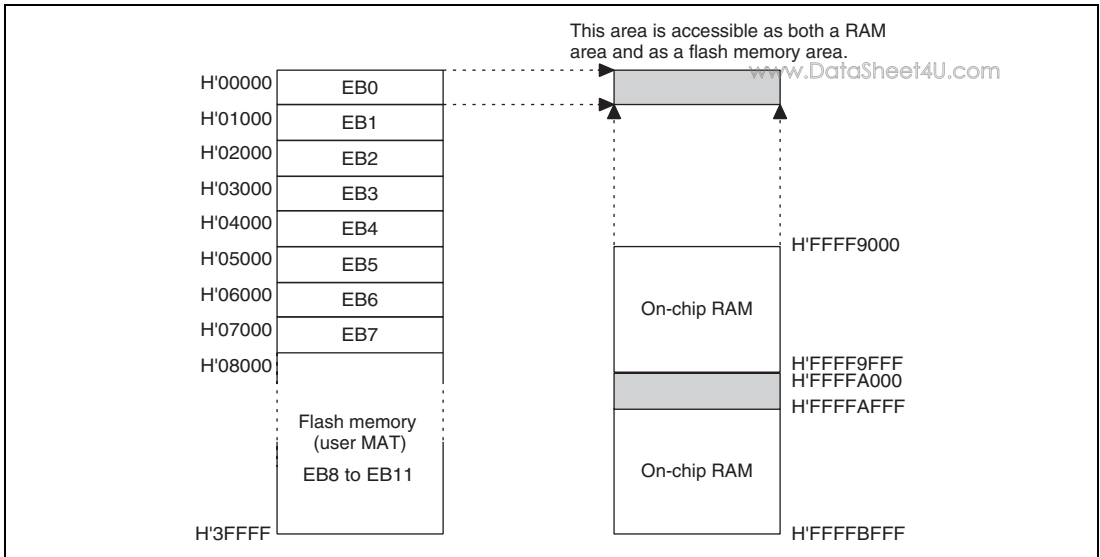 This area is accessible as both a RAM
area and as a flash memory area.
www.DataSheet4U.com
H'00000
EB0
H'01000
EB1
H'02000
EB2
H'03000
EB3
H'04000
EB4
H'05000
EB5
H'06000
EB6
H'07000
EB7
H'08000
Flash memory
(user MAT)
EB8 to EB11
H'3FFFF
H'FFFF9000
On-chip RAM
H'FFFF9FFF
H'FFFFA000
H'FFFFAFFF
On-chip RAM
H'FFFFBFFF